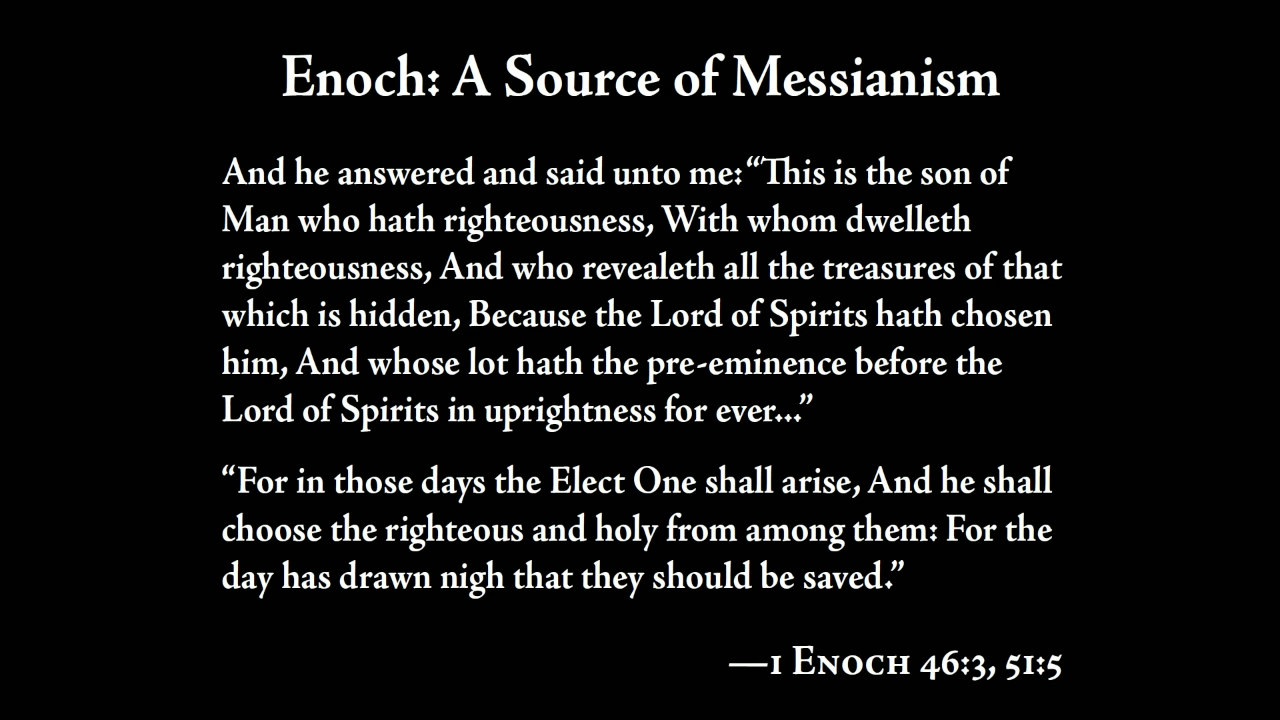 Enoch: A Source of Messianism
And he answered and said unto me: “This is the son of
Man who hath righteousness, With whom dwelleth
righteousness, And who revealeth all the treasures of that
which is hidden, Because the Lord of Spirits hath chosen
him, And whose lot hath the pre-eminence before the
Lord of Spirits in uprightness for ever...”
“For in those days the Elect One shall arise, And he shall
choose the righteous and holy from among them: For the
day has drawn nigh that they should be saved.”
—1 Enoch 46:3, 51:5